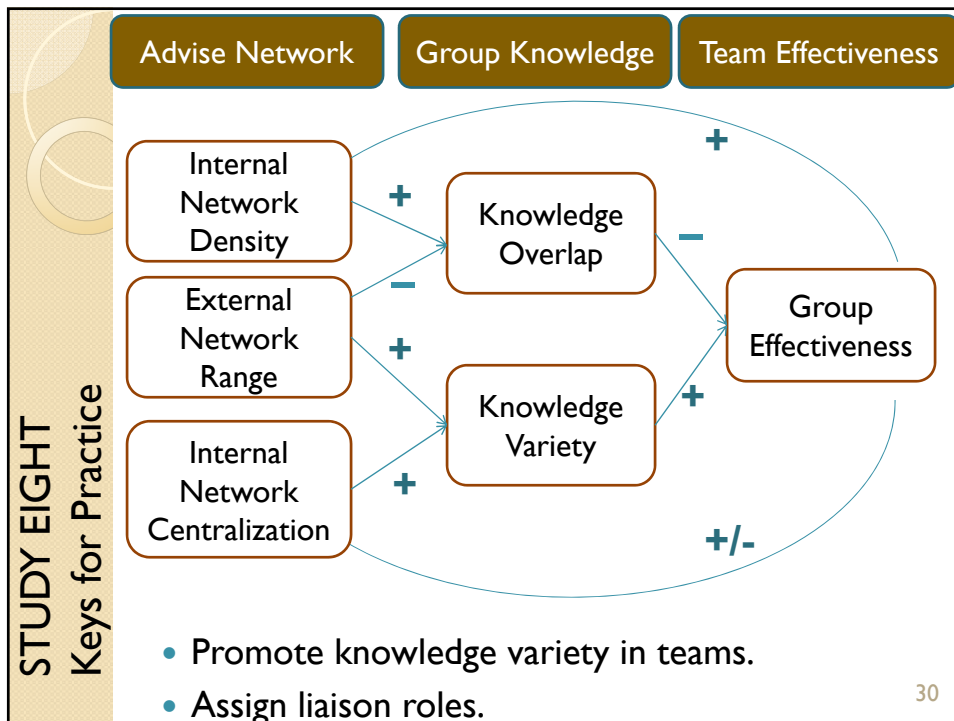 Advise Network
Group Knowledge
Team Effectiveness
STUDY EIGHT
Keys for Practice
Internal
Network
Density
External
Network
Range
Internal
Network
Centralization
+
–
+
+
Knowledge
Overlap
Knowledge
Variety
+
–
+
+/-
Group
Effectiveness
• Promote knowledge variety in teams.
• Assign liaison roles.
30